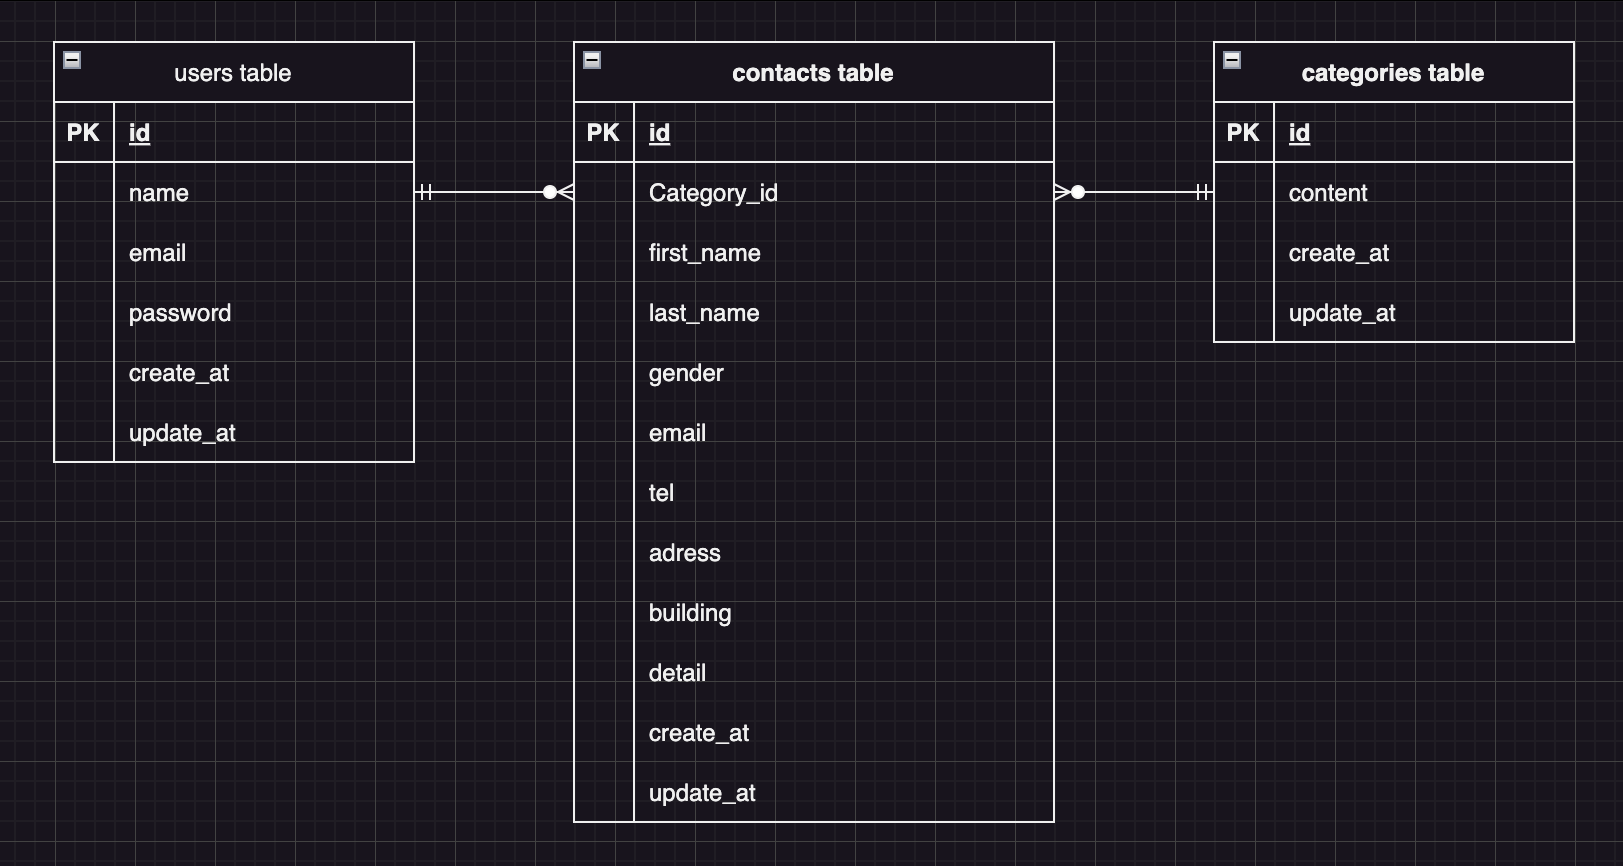 users table
PK id
name
email
password
create_at
update_at
contacts table
PK id
Category_id
first_name
last_name
gender
email
tel
adress
building
detail
create_at
update_at
categories table
PK id
content
create_at
update_at